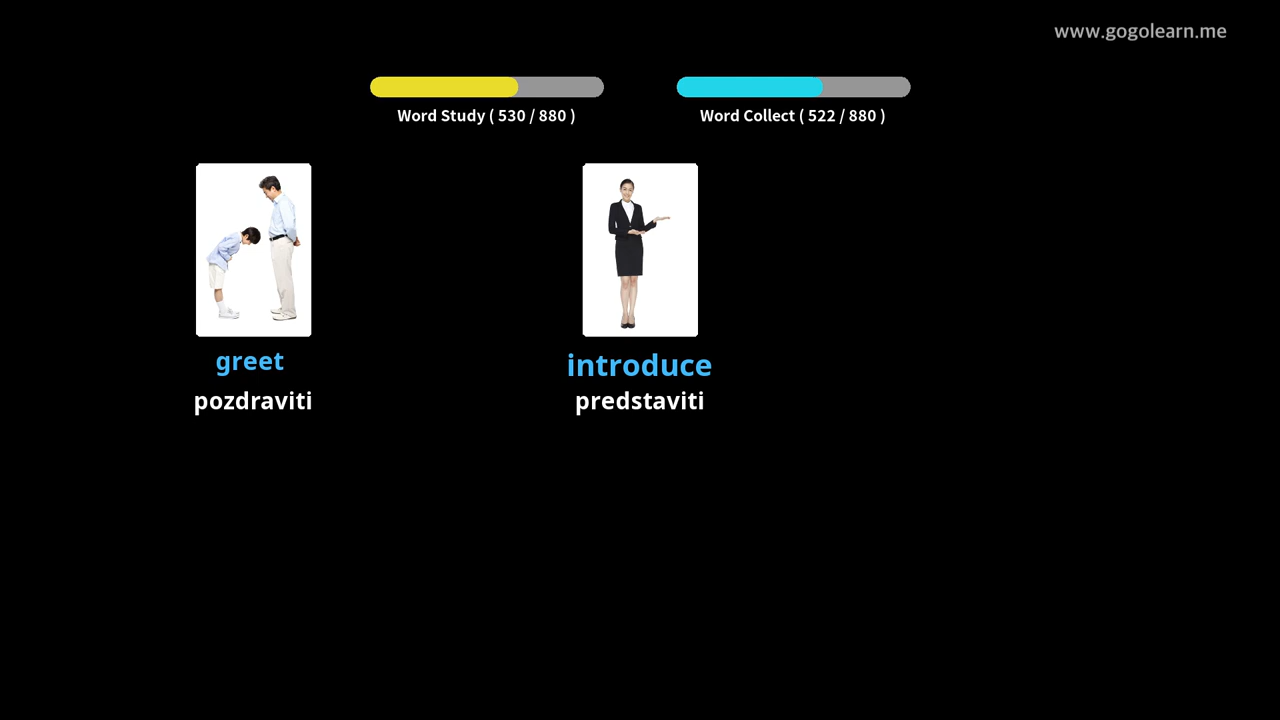 www.gogolearn.me
Word Study ( 530 / 880 )
Word Collect ( 522 / 880 )
greet
pozdraviti
introduce
predstaviti